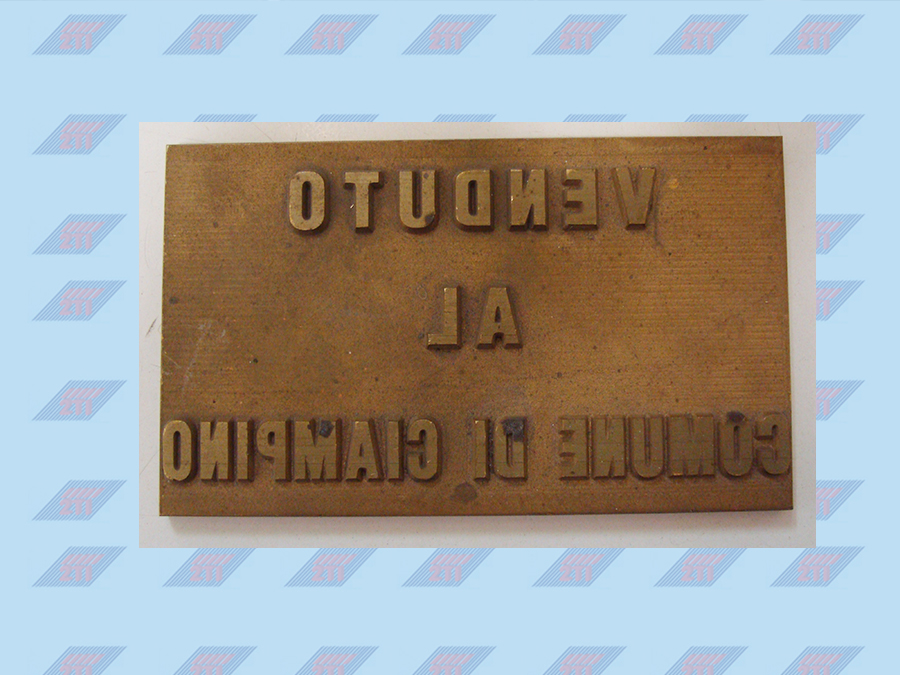 VENDUTO
AL
COMUNE DI CIAMPINO